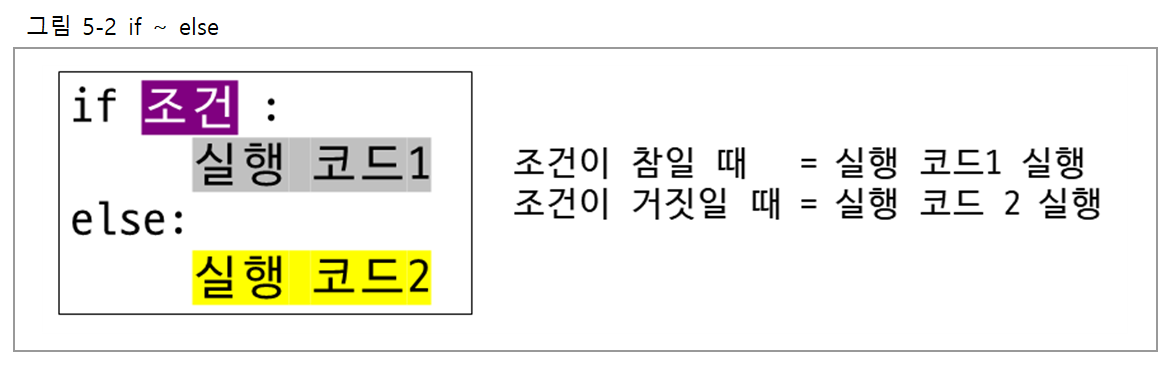 그림 5-2 if ~ else
if 조건 :
실행 코드1
else:
실행 코드2
조건이 참일 때 = 실행 코드1 실행
조건이 거짓일 때 = 실행 코드 2 실행